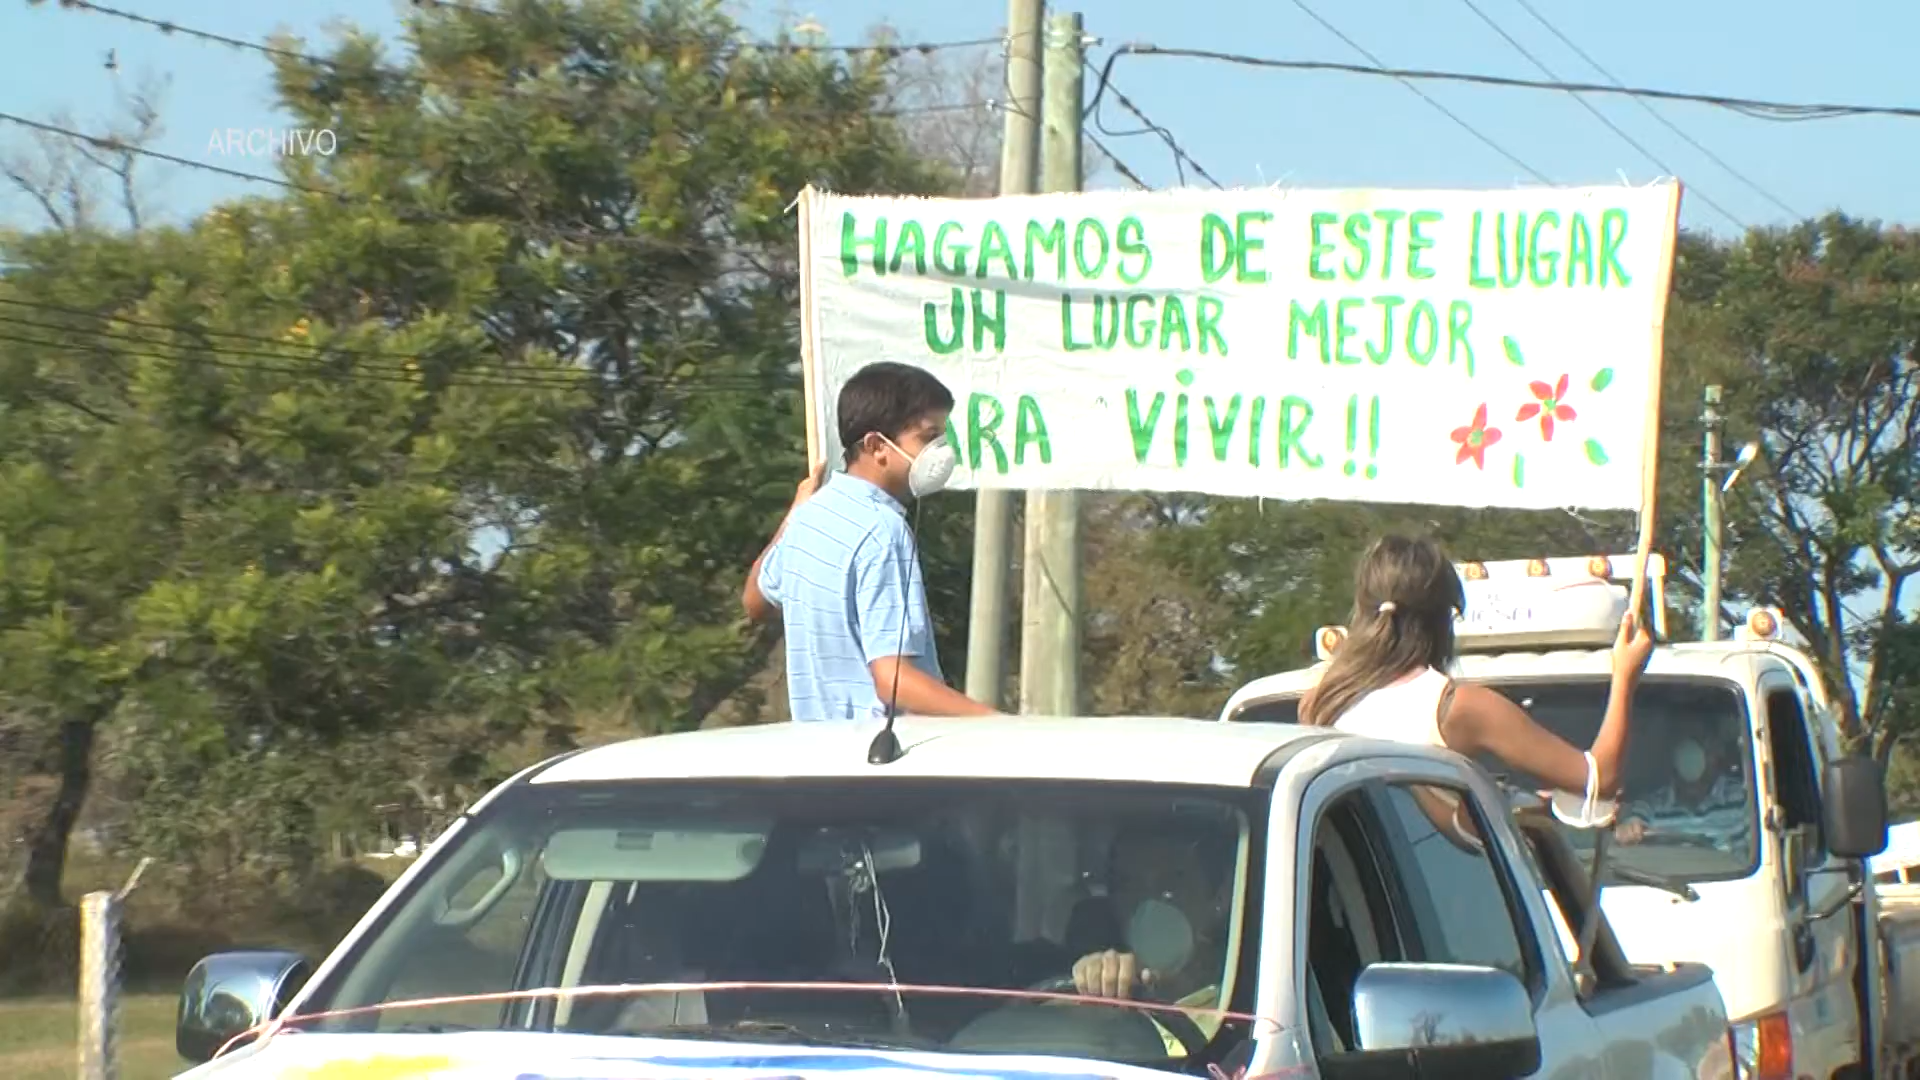 ARCHIVO
HAGAMOS DE ESTE LUGAR
UN LUGAR MEJOR
ARA VIVIR!!